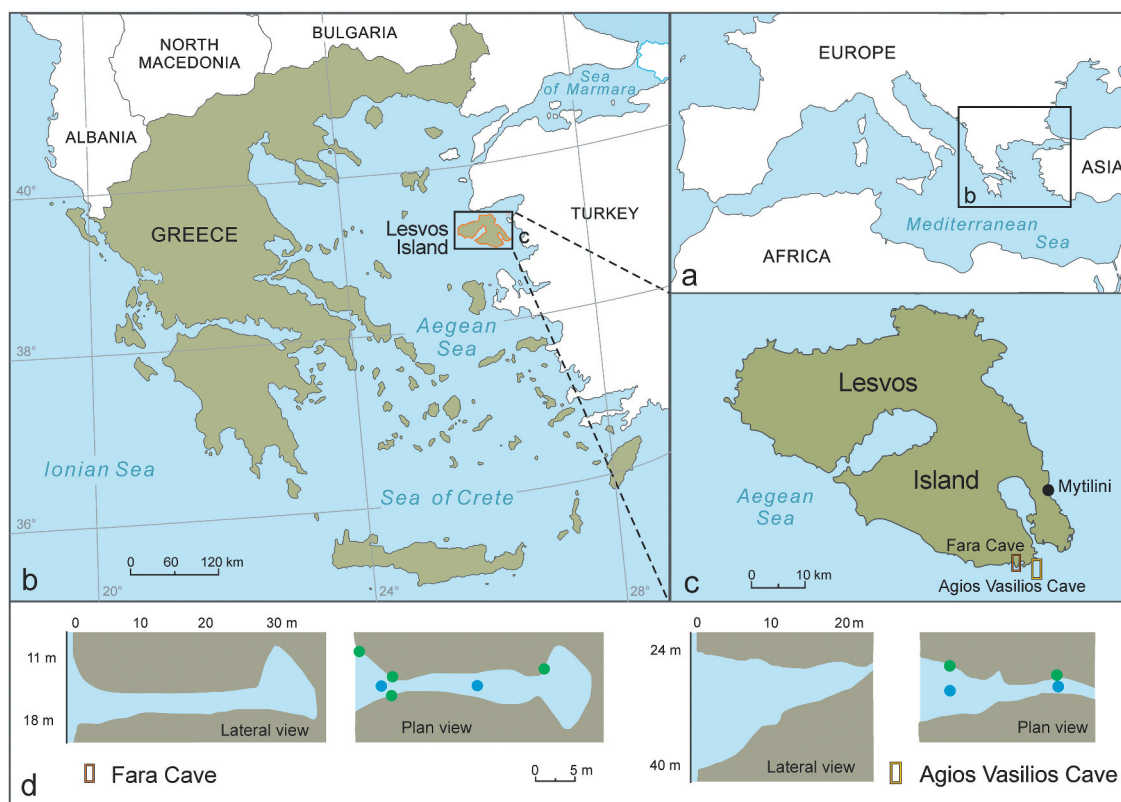 BULGARIA
NORTH
MACEDONIA
Sea
of Marmara
ALBANIA
40°
GREECE
TURKEY
Lesvos
Island
c
Aegean
Sea
38°
Ionian Sea
Sea of Crete
36°
0 60 120 km
b
20°
24°
28°
EUROPE
ASIA
b
Mediterranean
Sea
AFRICA
a
Lesvos
Island
Mytilini
Aegean
Sea
Fara Cave
c
0 10 km
Agios Vasilios Cave
0 10 20 30 m
11 m
18 m
Lateral view
Plan view
d
Fara Cave
0 5 m
0 10 20 m
24 m
40 m
Lateral view
Plan view
Agios Vasilios Cave